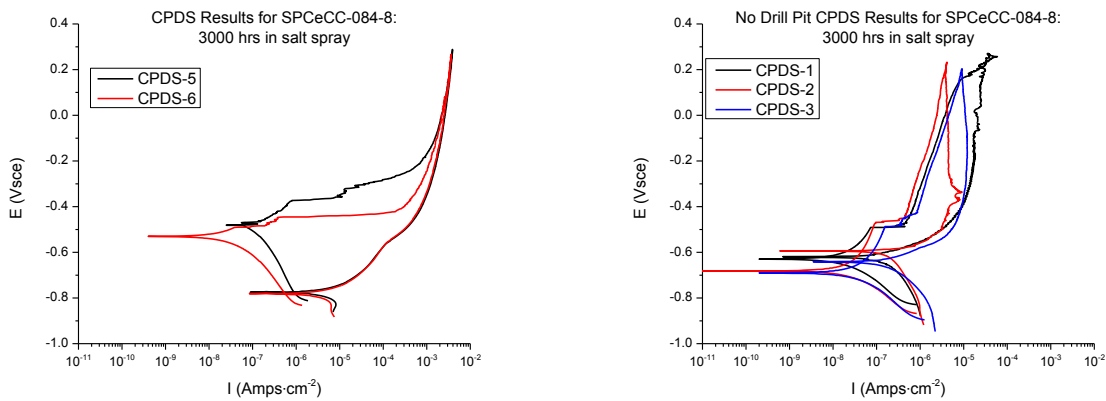 CPDS Results for SPCeCC-084-8:
3000 hrs in salt spray
CPDS-5
CPDS-6
0.4
0.2
0.0
-0.2
-0.4
-0.6
-0.8
-1.0
E (Vsce)
10⁻¹¹ 10⁻¹⁰ 10⁻⁹ 10⁻⁸ 10⁻⁷ 10⁻⁶ 10⁻⁵ 10⁻⁴ 10⁻³ 10⁻²
I (Amps·cm⁻²)
No Drill Pit CPDS Results for SPCeCC-084-8:
3000 hrs in salt spray
CPDS-1
CPDS-2
CPDS-3
0.4
0.2
0.0
-0.2
-0.4
-0.6
-0.8
-1.0
E (Vsce)
10⁻¹¹ 10⁻¹⁰ 10⁻⁹ 10⁻⁸ 10⁻⁷ 10⁻⁶ 10⁻⁵ 10⁻⁴ 10⁻³ 10⁻²
I (Amps·cm⁻²)